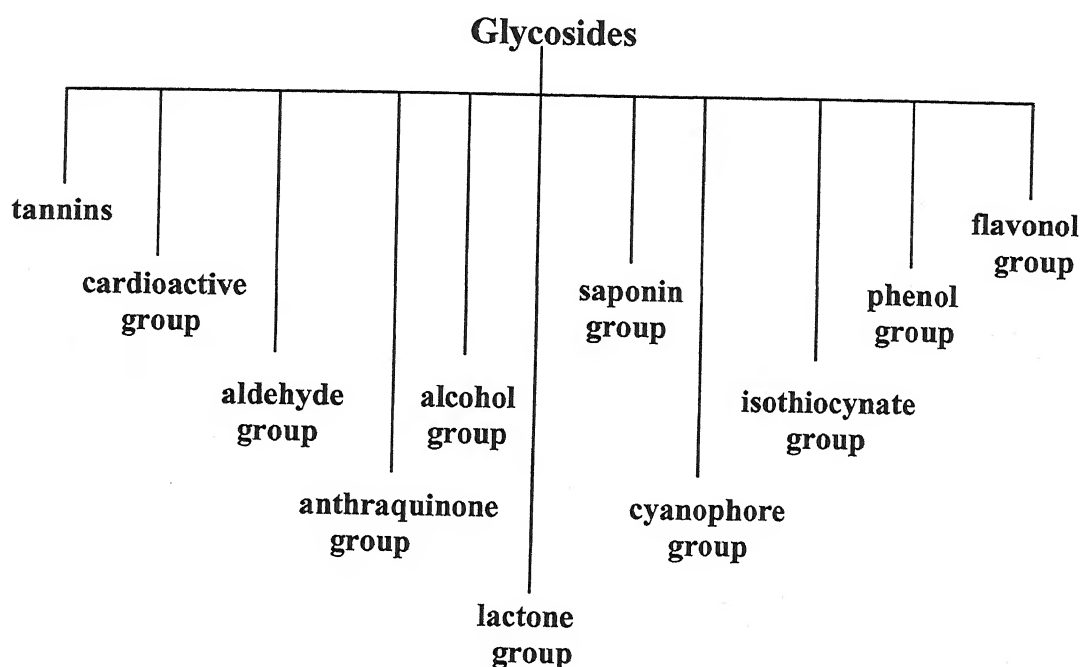 Glycosides
tannins
cardioactive
group
aldehyde
group
anthraquinone
group
alcohol
group
lactone
group
saponin
group
cyanophore
group
isothiocynate
group
phenol
group
flavonol
group